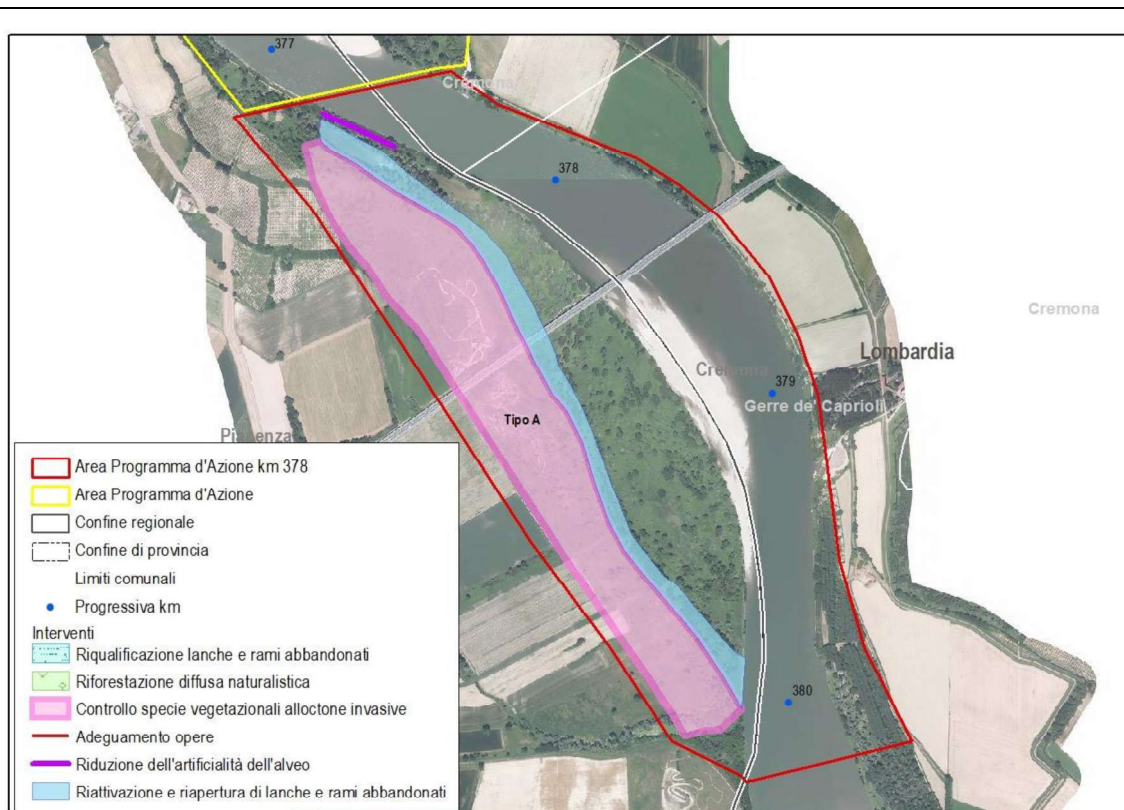 377
Cremona
378
Cremona
Lombardia
Cremona
379
Gerre de' Caprioli
Tipo A
Piacenza
380
Area Programma d'Azione km 378
Area Programma d'Azione
Confine regionale
Confine di provincia
Limiti comunali
Progressiva km
Interventi
Riqualificazione lanche e rami abbandonati
Riforestazione diffusa naturalistica
Controllo specie vegetazionali alloctone invasive
Adeguamento opere
Riduzione dell'artificialità dell'alveo
Riattivazione e riapertura di lanche e rami abbandonati